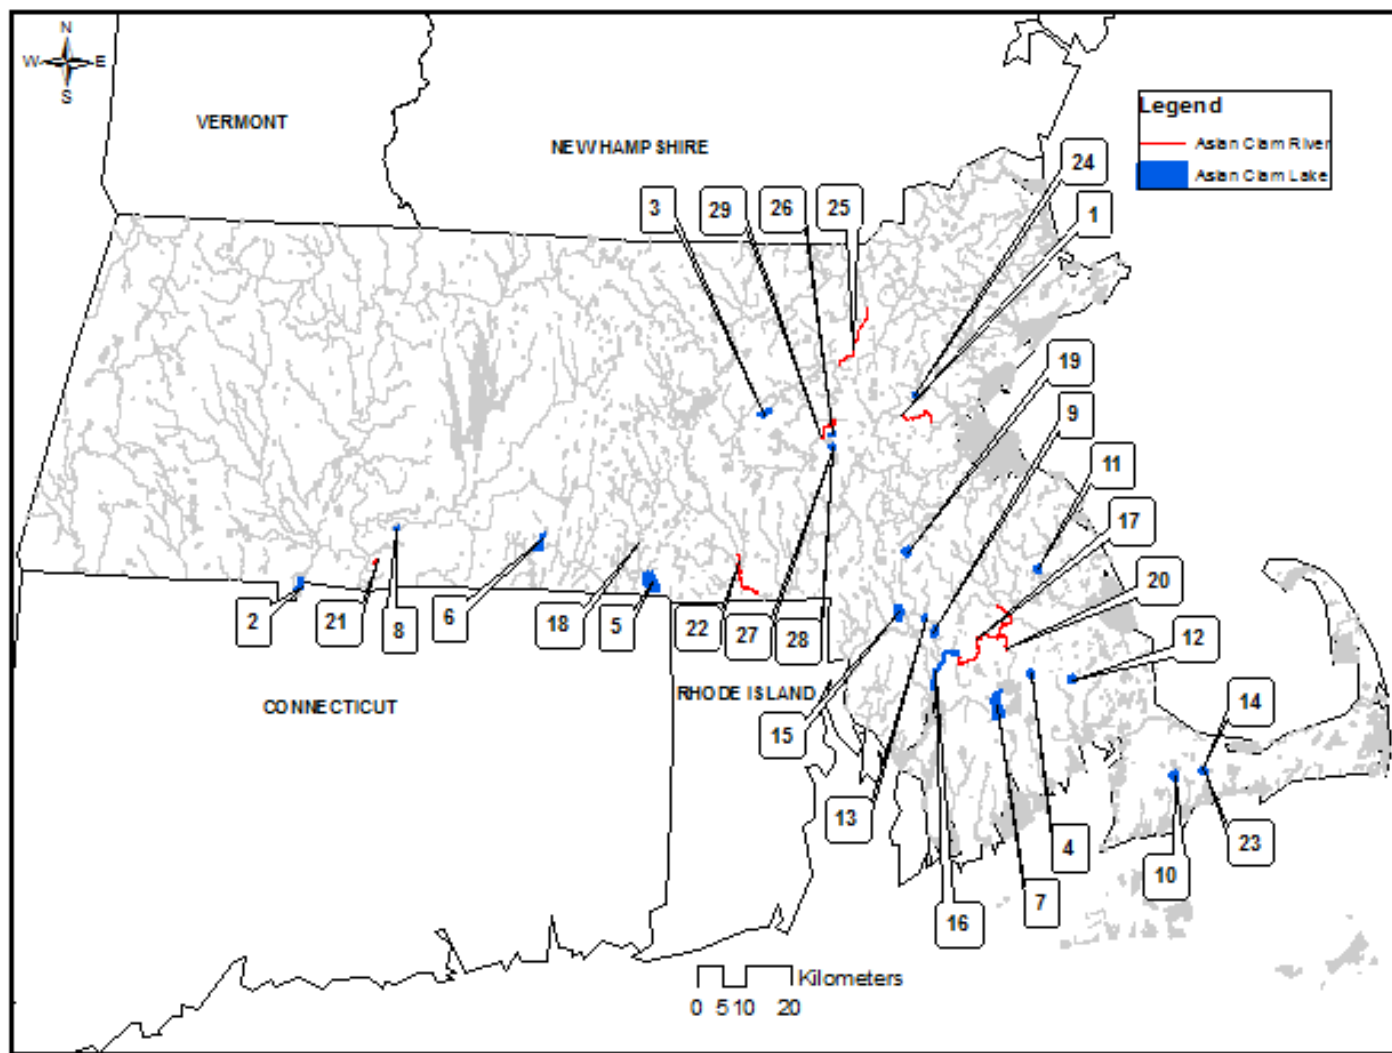 N
W E
S
VERMONT
NEW HAMPSHIRE
Legend
Asian Clam River
Asian Clam Lake
24
3 29 26 25
1
19
9
11
17
20
12
14
2 21 8 6 18 5 22 27 28
CONNECTICUT
RHODE ISLAND
15
13
16
7
4
10
23
Kilometers
0 5 10 20